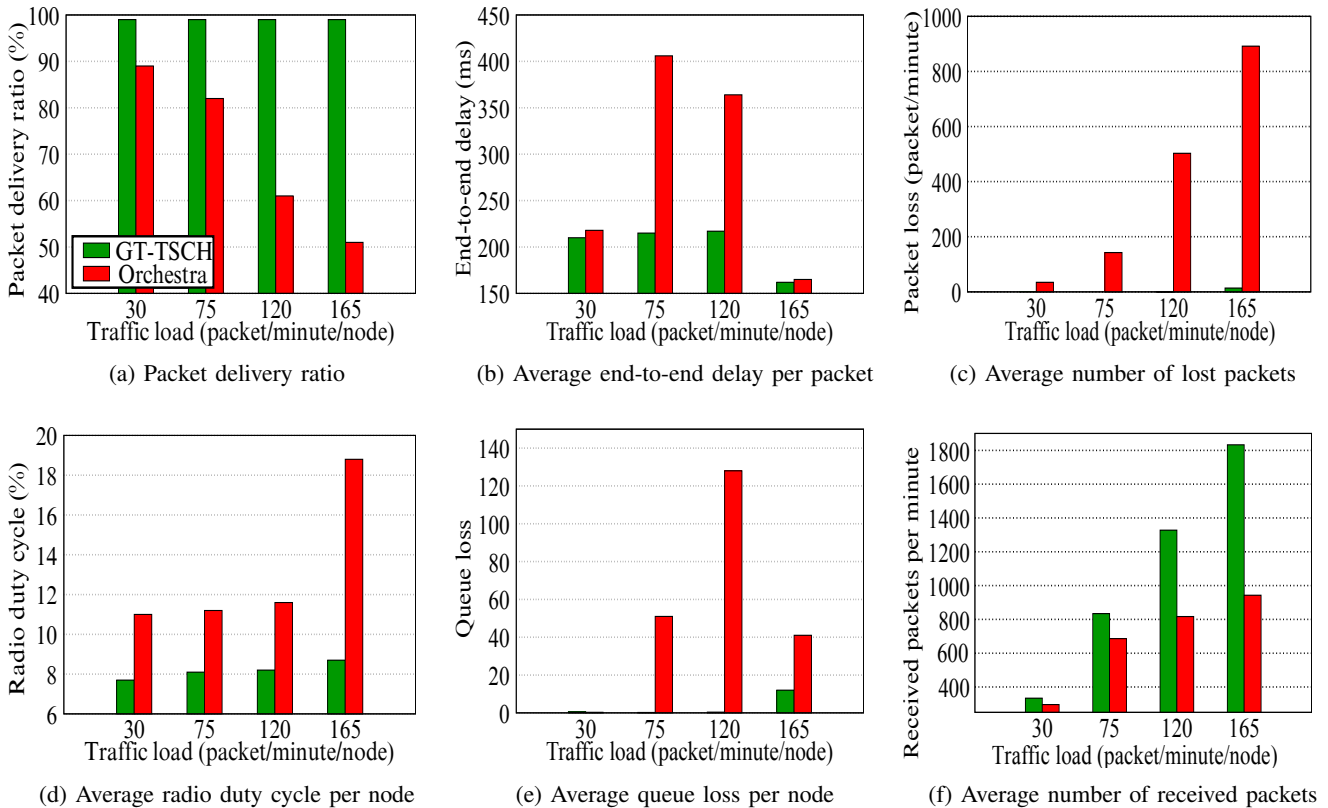 Packet delivery ratio (%)
100
90
80
70
60
50
40
GT-TSCH
Orchestra
30 75 120 165
Traffic load (packet/minute/node)
(a) Packet delivery ratio
End-to-end delay (ms)
450
400
350
300
250
200
150
30 75 120 165
Traffic load (packet/minute/node)
(b) Average end-to-end delay per packet
Packet loss (packet/minute)
1000
800
600
400
200
0
30 75 120 165
Traffic load (packet/minute/node)
(c) Average number of lost packets
Radio duty cycle (%)
20
18
16
14
12
10
8
6
30 75 120 165
Traffic load (packet/minute/node)
(d) Average radio duty cycle per node
Queue loss
140
120
100
80
60
40
20
0
30 75 120 165
Traffic load (packet/minute/node)
(e) Average queue loss per node
Received packets per minute
1800
1600
1400
1200
1000
800
600
400
30 75 120 165
Traffic load (packet/minute/node)
(f) Average number of received packets